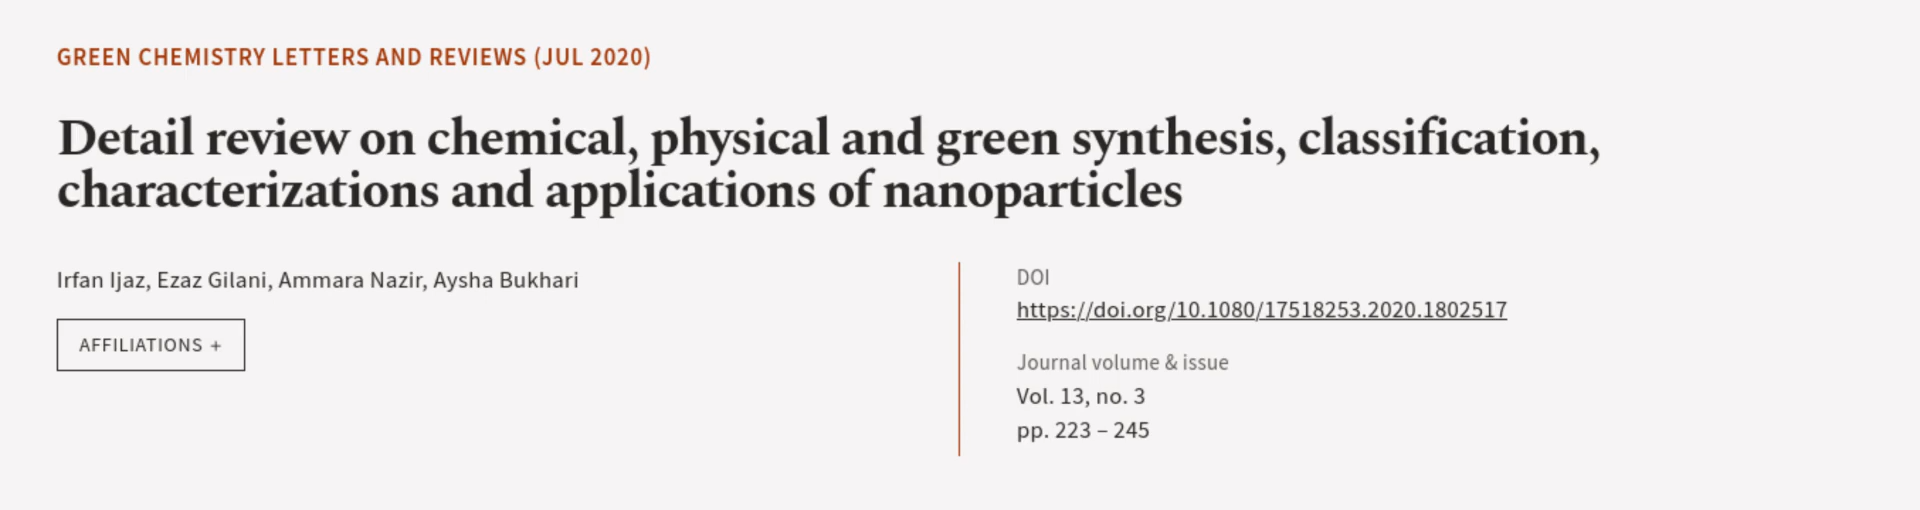 GREEN CHEMISTRY LETTERS AND REVIEWS (JUL 2020)
Detail review on chemical, physical and green synthesis, classification,
characterizations and applications of nanoparticles
Irfan Ijaz, Ezaz Gilani, Ammara Nazir, Aysha Bukhari
AFFILIATIONS +
DOI
https://doi.org/10.1080/17518253.2020.1802517
Journal volume & issue
Vol. 13, no. 3
pp. 223 – 245